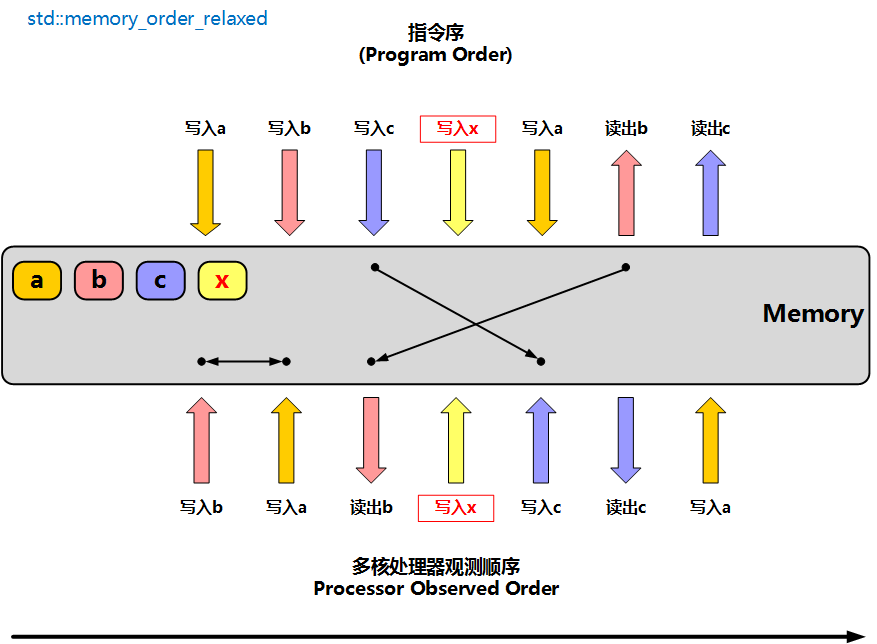 std::memory_order_relaxed
指令序
(Program Order)
写入a 写入b 写入c 写入x 写入a 读出b 读出c
a b c x
Memory
写入b 写入a 读出b 写入x 写入c 读出c 写入a
多核处理器观测顺序
Processor Observed Order